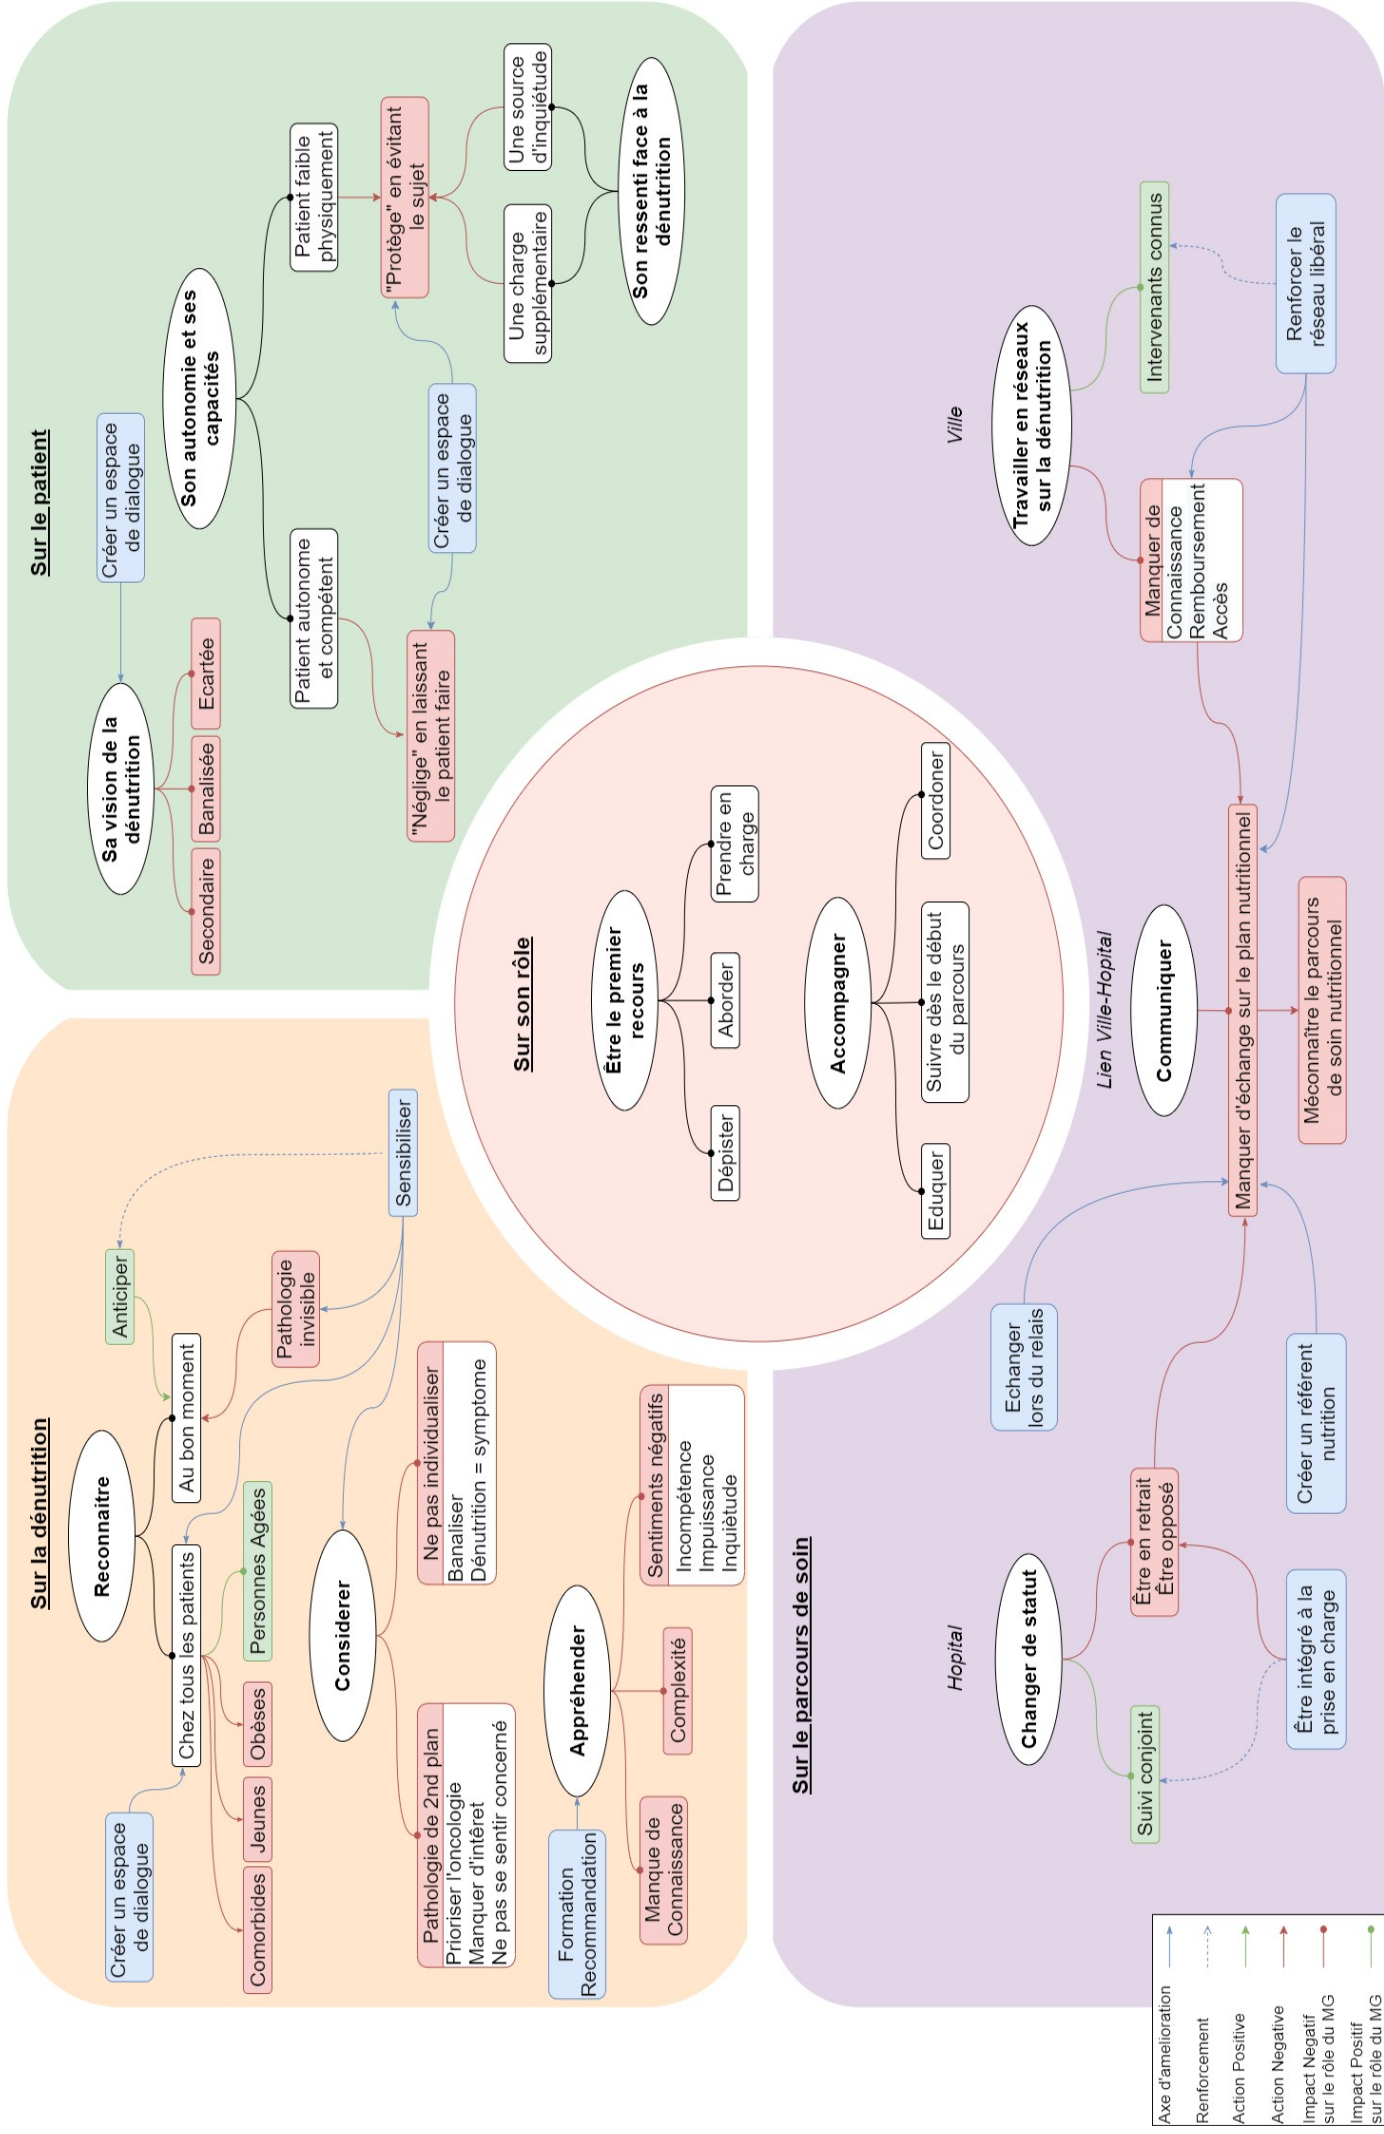 Sur la dénutrition
Reconnaitre
Créer un espace
de dialogue
Chez tous les patients
Au bon moment
Anticiper
Comorbides
Jeunes
Obèses
Personnes Agées
Pathologie
invisible
Sensibiliser
Considerer
Pathologie de 2nd plan
Prioriser l'oncologie
Manquer d'intêret
Ne pas se sentir concerné
Ne pas individualiser
Banaliser
Dénutrition = symptome
Formation
Recommandation
Appréhender
Manque de
Connaissance
Complexité
Sentiments négatifs
Incompétence
Impuissance
Inquiètude
Sur le patient
Sa vision de la
dénutrition
Créer un espace
de dialogue
Secondaire
Banalisée
Ecartée
Son autonomie et ses
capacités
Patient autonome
et compétent
Patient faible
physiquement
"Néglige" en laissant
le patient faire
Créer un espace
de dialogue
"Protège" en évitant
le sujet
Une charge
supplémentaire
Une source
d'inquiétude
Son ressenti face à la
dénutrition
Sur son rôle
Être le premier
recours
Dépister
Aborder
Prendre en
charge
Accompagner
Eduquer
Suivre dès le début
du parcours
Coordoner
Sur le parcours de soin
Hopital
Changer de statut
Suivi conjoint
Être en retrait
Être opposé
Être intégré à la
prise en charge
Echanger
lors du relais
Créer un référent
nutrition
Lien Ville-Hopital
Communiquer
Manquer d'échange sur le plan nutritionnel
Méconnaître le parcours
de soin nutritionnel
Ville
Travailler en réseaux
sur la dénutrition
Manquer de
Connaissance
Remboursement
Accès
Intervenants connus
Renforcer le
réseau libéral
Axe d'amelioration
Renforcement
Action Positive
Action Negative
Impact Negatif
sur le rôle du MG
Impact Positif
sur le rôle du MG